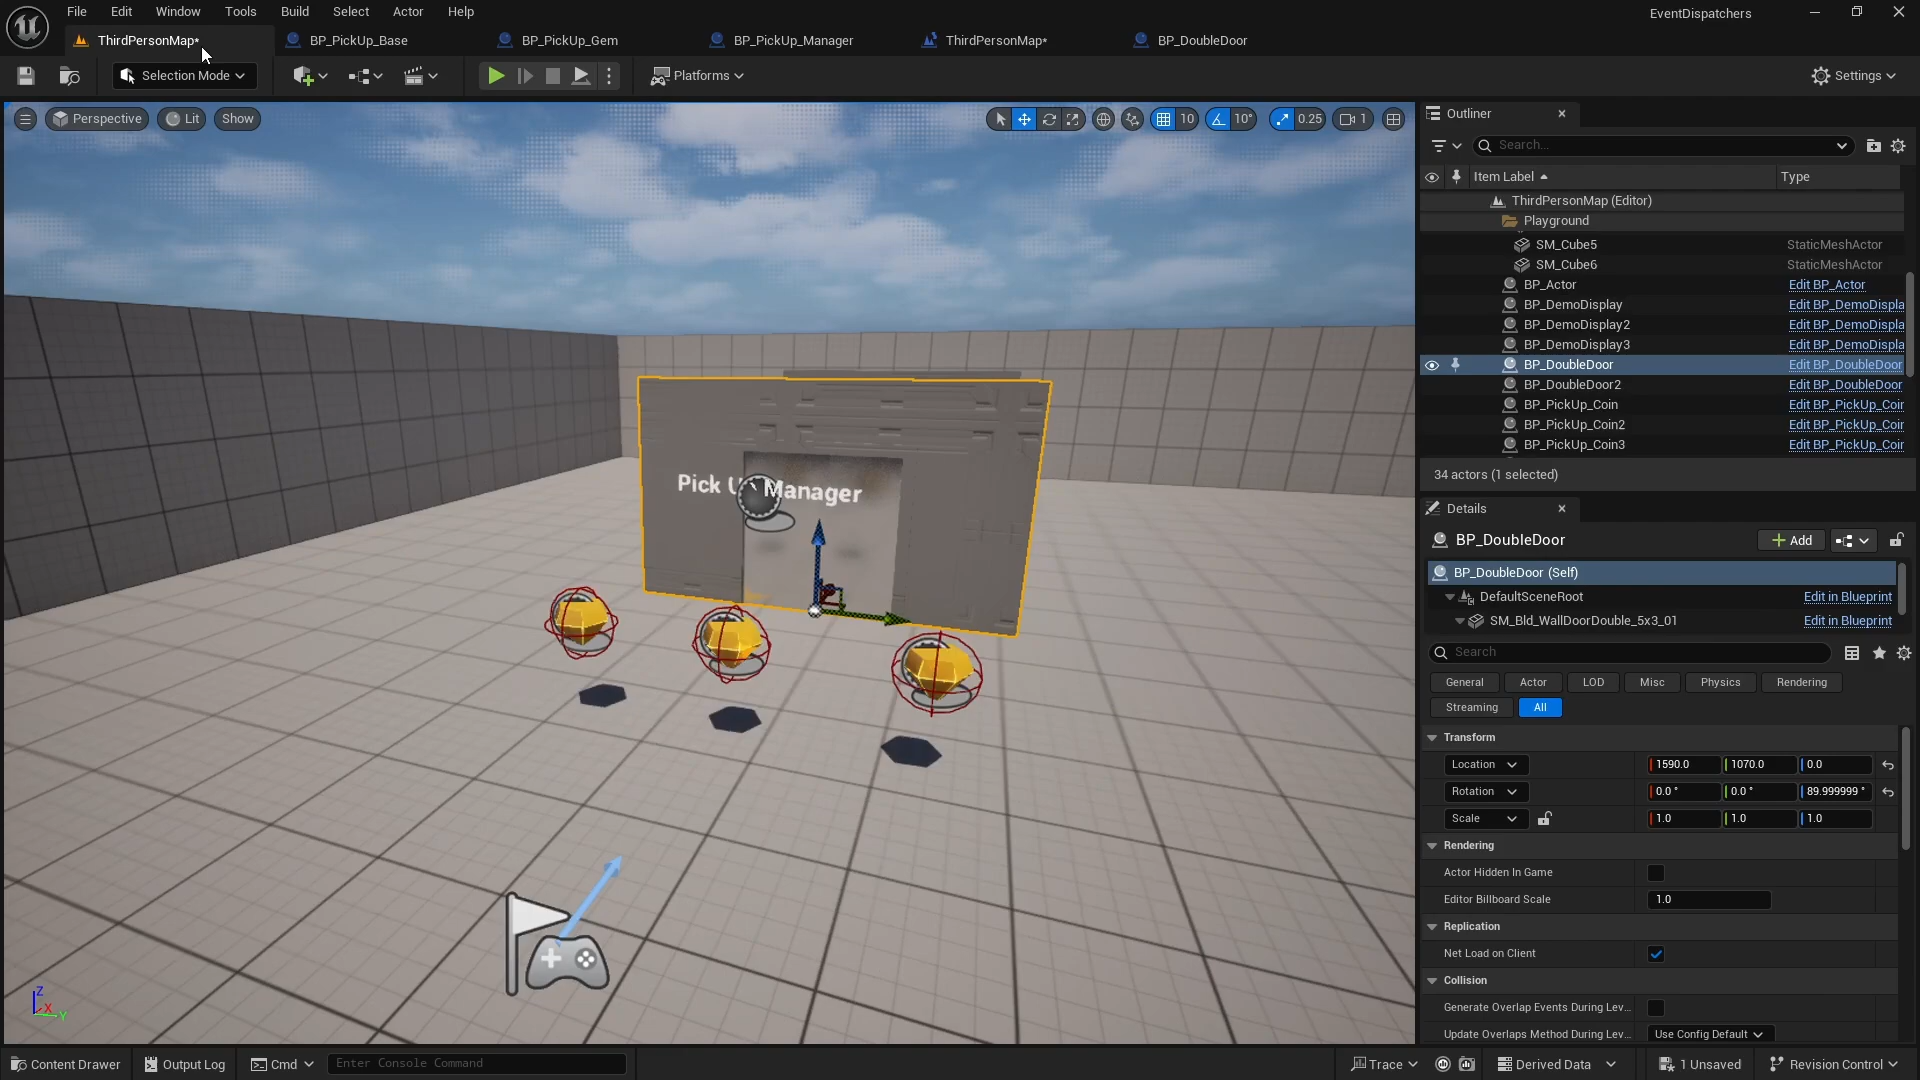 File Edit Window Tools Build Select Actor Help
EventDispatchers
ThirdPersonMap* BP_PickUp_Base BP_PickUp_Gem BP_PickUp_Manager ThirdPersonMap* BP_DoubleDoor
Selection Mode Platforms Settings
Perspective Lit Show 10 10° 0.25 1
Pick U Manager
Z
X
Y
Outliner
Search...
Item Label Type
ThirdPersonMap (Editor)
Playground
SM_Cube5 StaticMeshActor
SM_Cube6 StaticMeshActor
BP_Actor Edit BP_Actor
BP_DemoDisplay Edit BP_DemoDispla
BP_DemoDisplay2 Edit BP_DemoDispla
BP_DemoDisplay3 Edit BP_DemoDispla
BP_DoubleDoor Edit BP_DoubleDoor
BP_DoubleDoor2 Edit BP_DoubleDoor
BP_PickUp_Coin Edit BP_PickUp_Coir
BP_PickUp_Coin2 Edit BP_PickUp_Coir
BP_PickUp_Coin3 Edit BP_PickUp_Coir
34 actors (1 selected)
Details
BP_DoubleDoor Add
BP_DoubleDoor (Self)
DefaultSceneRoot Edit in Blueprint
SM_Bld_WallDoorDouble_5x3_01 Edit in Blueprint
Search
General Actor LOD Misc Physics Rendering
Streaming All
Transform
Location 1590.0 1070.0 0.0
Rotation 0.0 ° 0.0 ° 89.999999 °
Scale 1.0 1.0 1.0
Rendering
Actor Hidden In Game
Editor Billboard Scale 1.0
Replication
Net Load on Client
Collision
Generate Overlap Events During Lev...
Update Overlaps Method During Lev... Use Config Default
Content Drawer Output Log Cmd Enter Console Command Trace Derived Data 1 Unsaved Revision Control